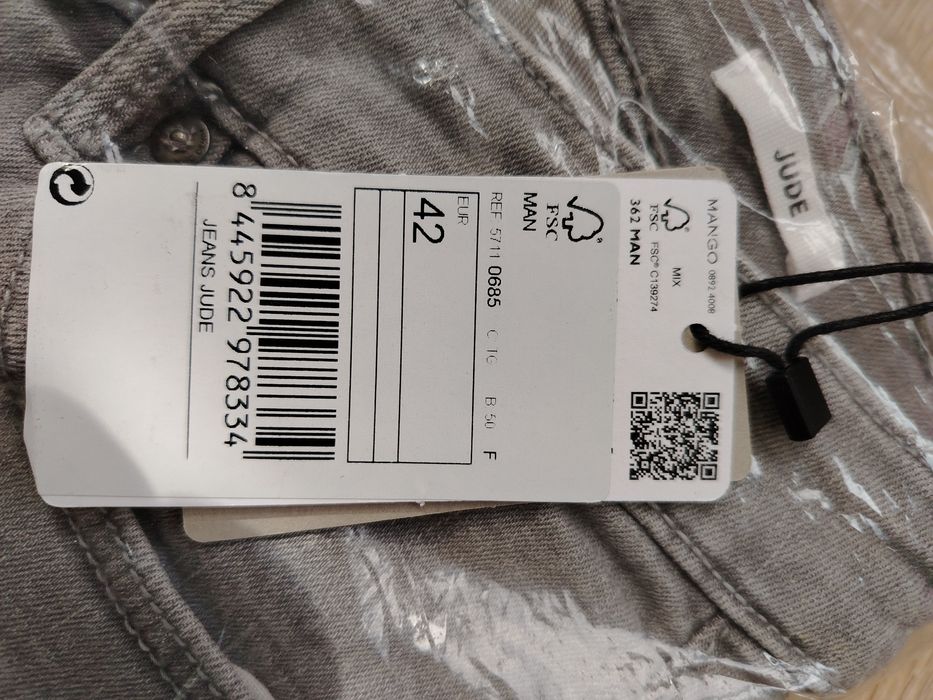 MANGO 0892 4008
MIX
FSC FSC® C139274
362 MAN
FSC®
MAN
REF 5711 0685 C TG B 50 F
EUR
42
8 445922 978334
JEANS JUDE
JUDE